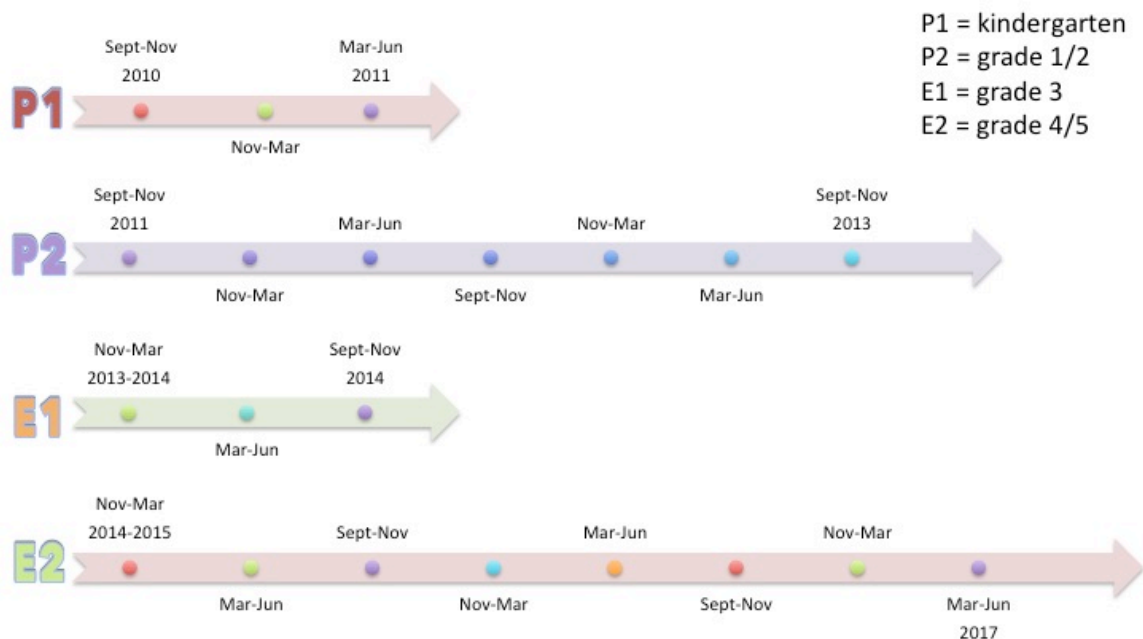 P1 = kindergarten
P2 = grade 1/2
E1 = grade 3
E2 = grade 4/5
P1
Sept-Nov
2010
Nov-Mar
Mar-Jun
2011
P2
Sept-Nov
2011
Nov-Mar
Mar-Jun
Sept-Nov
Nov-Mar
Mar-Jun
Sept-Nov
2013
E1
Nov-Mar
2013-2014
Mar-Jun
Sept-Nov
2014
E2
Nov-Mar
2014-2015
Mar-Jun
Sept-Nov
Nov-Mar
Mar-Jun
Sept-Nov
Nov-Mar
Mar-Jun
2017